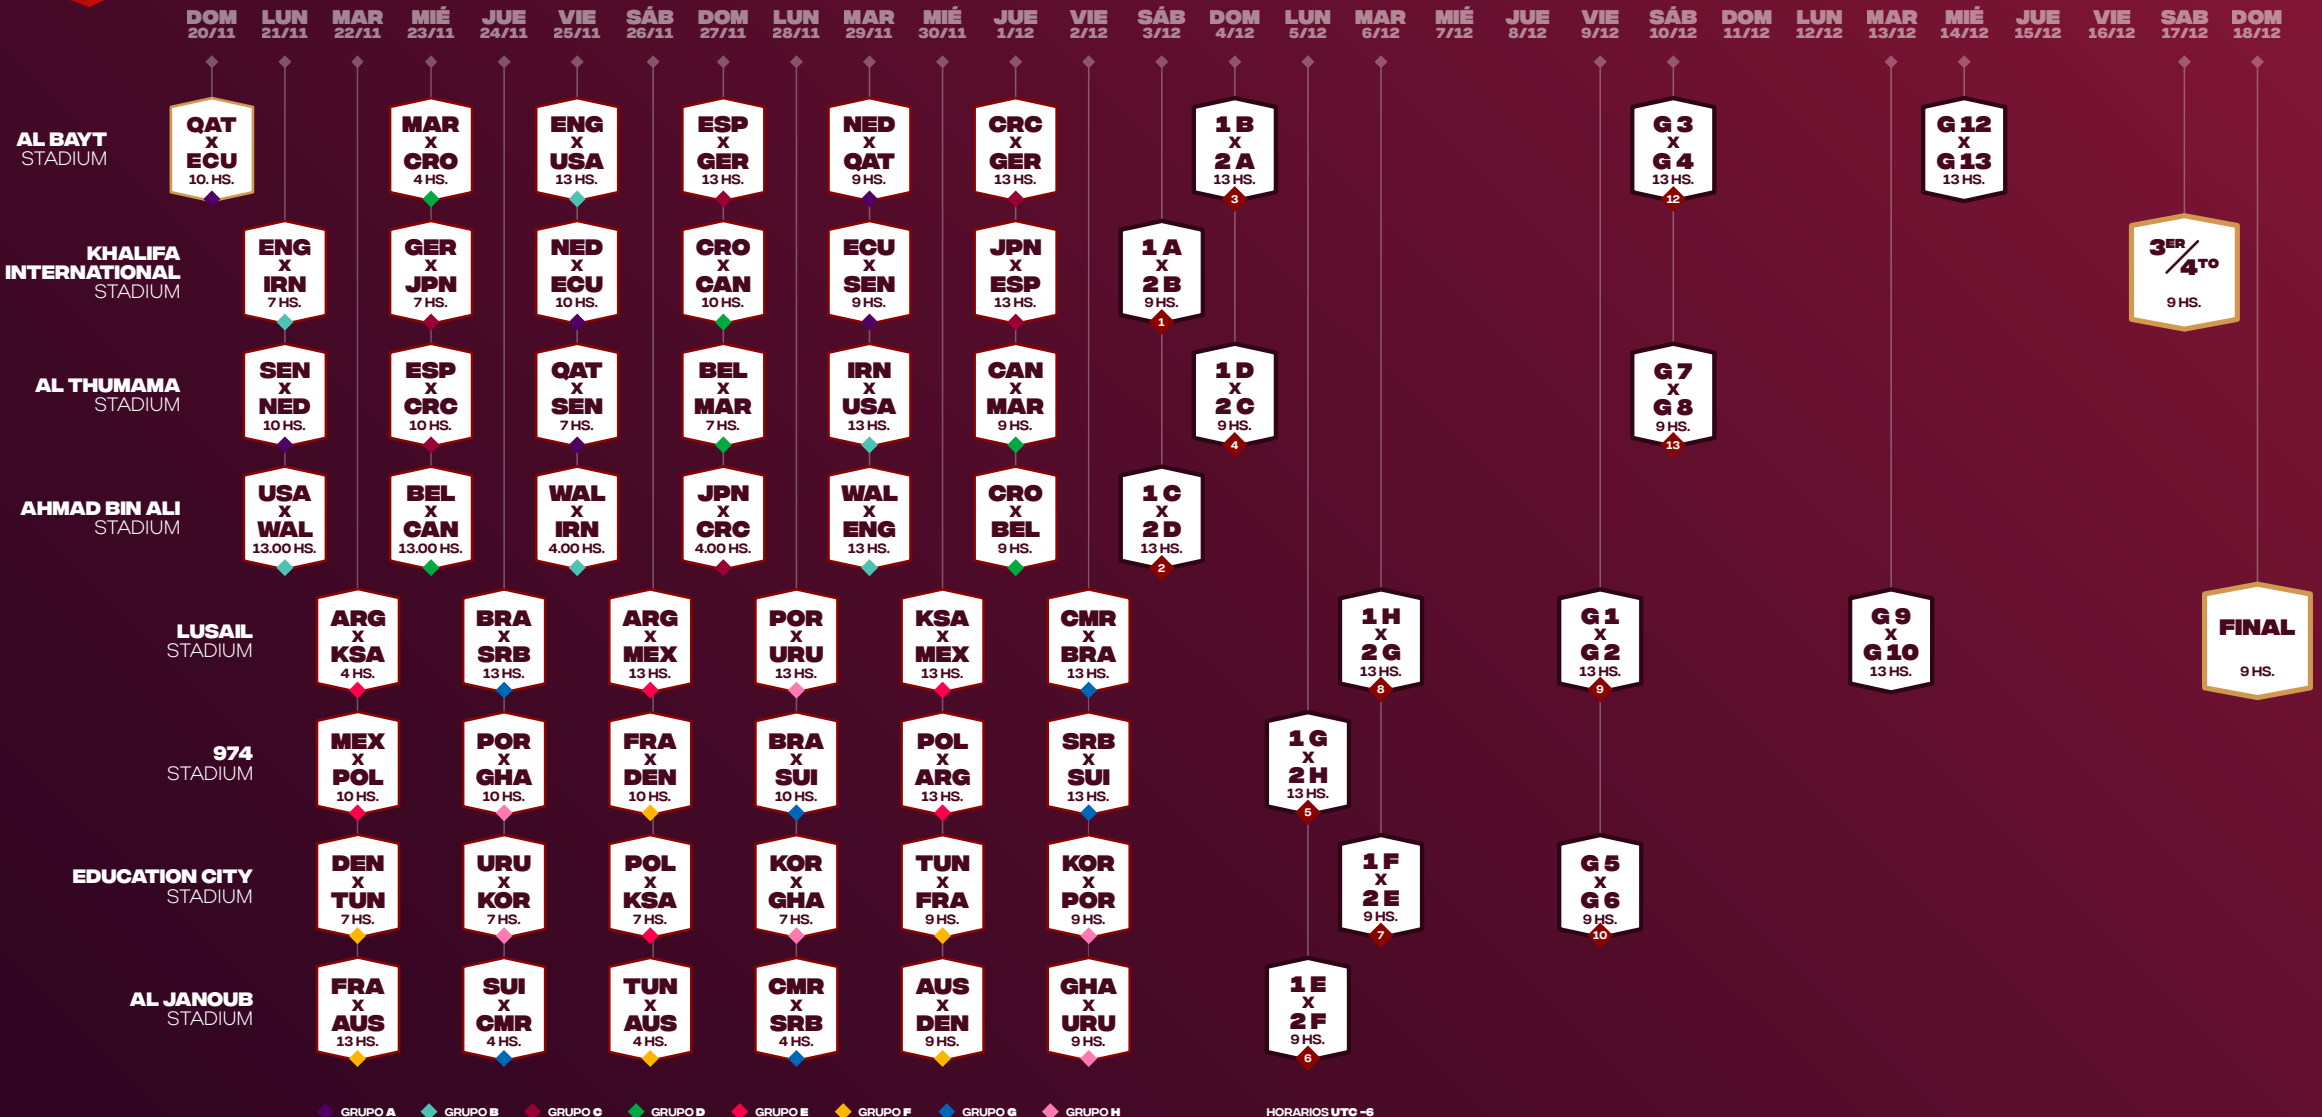 DOM LUN MAR MIÉ JUE VIE SÁB DOM LUN MAR MIÉ JUE VIE SÁB DOM LUN MAR MIÉ JUE VIE SÁB DOM LUN MAR MIÉ JUE VIE SAB DOM
20/11 21/11 22/11 23/11 24/11 25/11 26/11 27/11 28/11 29/11 30/11 1/12 2/12 3/12 4/12 5/12 6/12 7/12 8/12 9/12 10/12 11/12 12/12 13/12 14/12 15/12 16/12 17/12 18/12
AL BAYT
STADIUM
QAT
X
ECU
10. HS.
MAR
X
CRO
4 HS.
ENG
X
USA
13 HS.
ESP
X
GER
13 HS.
NED
X
QAT
9 HS.
CRC
X
GER
13 HS.
1 B
X
2 A
13 HS.
3
G 3
X
G 4
13 HS.
12
G 12
X
G 13
13 HS.
KHALIFA
INTERNATIONAL
STADIUM
ENG
X
IRN
7 HS.
GER
X
JPN
7 HS.
NED
X
ECU
10 HS.
CRO
X
CAN
10 HS.
ECU
X
SEN
9 HS.
JPN
X
ESP
13 HS.
1 A
X
2 B
9 HS.
1
3ER/
4TO
9 HS.
AL THUMAMA
STADIUM
SEN
X
NED
10 HS.
ESP
X
CRC
10 HS.
QAT
X
SEN
7 HS.
BEL
X
MAR
7 HS.
IRN
X
USA
13 HS.
CAN
X
MAR
9 HS.
1 D
X
2 C
9 HS.
4
G 7
X
G 8
9 HS.
13
AHMAD BIN ALI
STADIUM
USA
X
WAL
13.00 HS.
BEL
X
CAN
13.00 HS.
WAL
X
IRN
4.00 HS.
JPN
X
CRC
4.00 HS.
WAL
X
ENG
13 HS.
CRO
X
BEL
9 HS.
1 C
X
2 D
13 HS.
2
LUSAIL
STADIUM
ARG
X
KSA
4 HS.
BRA
X
SRB
13 HS.
ARG
X
MEX
13 HS.
POR
X
URU
13 HS.
KSA
X
MEX
13 HS.
CMR
X
BRA
13 HS.
1 H
X
2 G
13 HS.
8
G 1
X
G 2
13 HS.
9
G 9
X
G 10
13 HS.
FINAL
9 HS.
974
STADIUM
MEX
X
POL
10 HS.
POR
X
GHA
10 HS.
FRA
X
DEN
10 HS.
BRA
X
SUI
10 HS.
POL
X
ARG
13 HS.
SRB
X
SUI
13 HS.
1 G
X
2 H
13 HS.
5
EDUCATION CITY
STADIUM
DEN
X
TUN
7 HS.
URU
X
KOR
7 HS.
POL
X
KSA
7 HS.
KOR
X
GHA
7 HS.
TUN
X
FRA
9 HS.
KOR
X
POR
9 HS.
1 F
X
2 E
9 HS.
7
G 5
X
G 6
9 HS.
10
AL JANOUB
STADIUM
FRA
X
AUS
13 HS.
SUI
X
CMR
4 HS.
TUN
X
AUS
4 HS.
CMR
X
SRB
4 HS.
AUS
X
DEN
9 HS.
GHA
X
URU
9 HS.
1 E
X
2 F
9 HS.
6
GRUPO A GRUPO B GRUPO C GRUPO D GRUPO E GRUPO F GRUPO G GRUPO H HORARIOS UTC -6